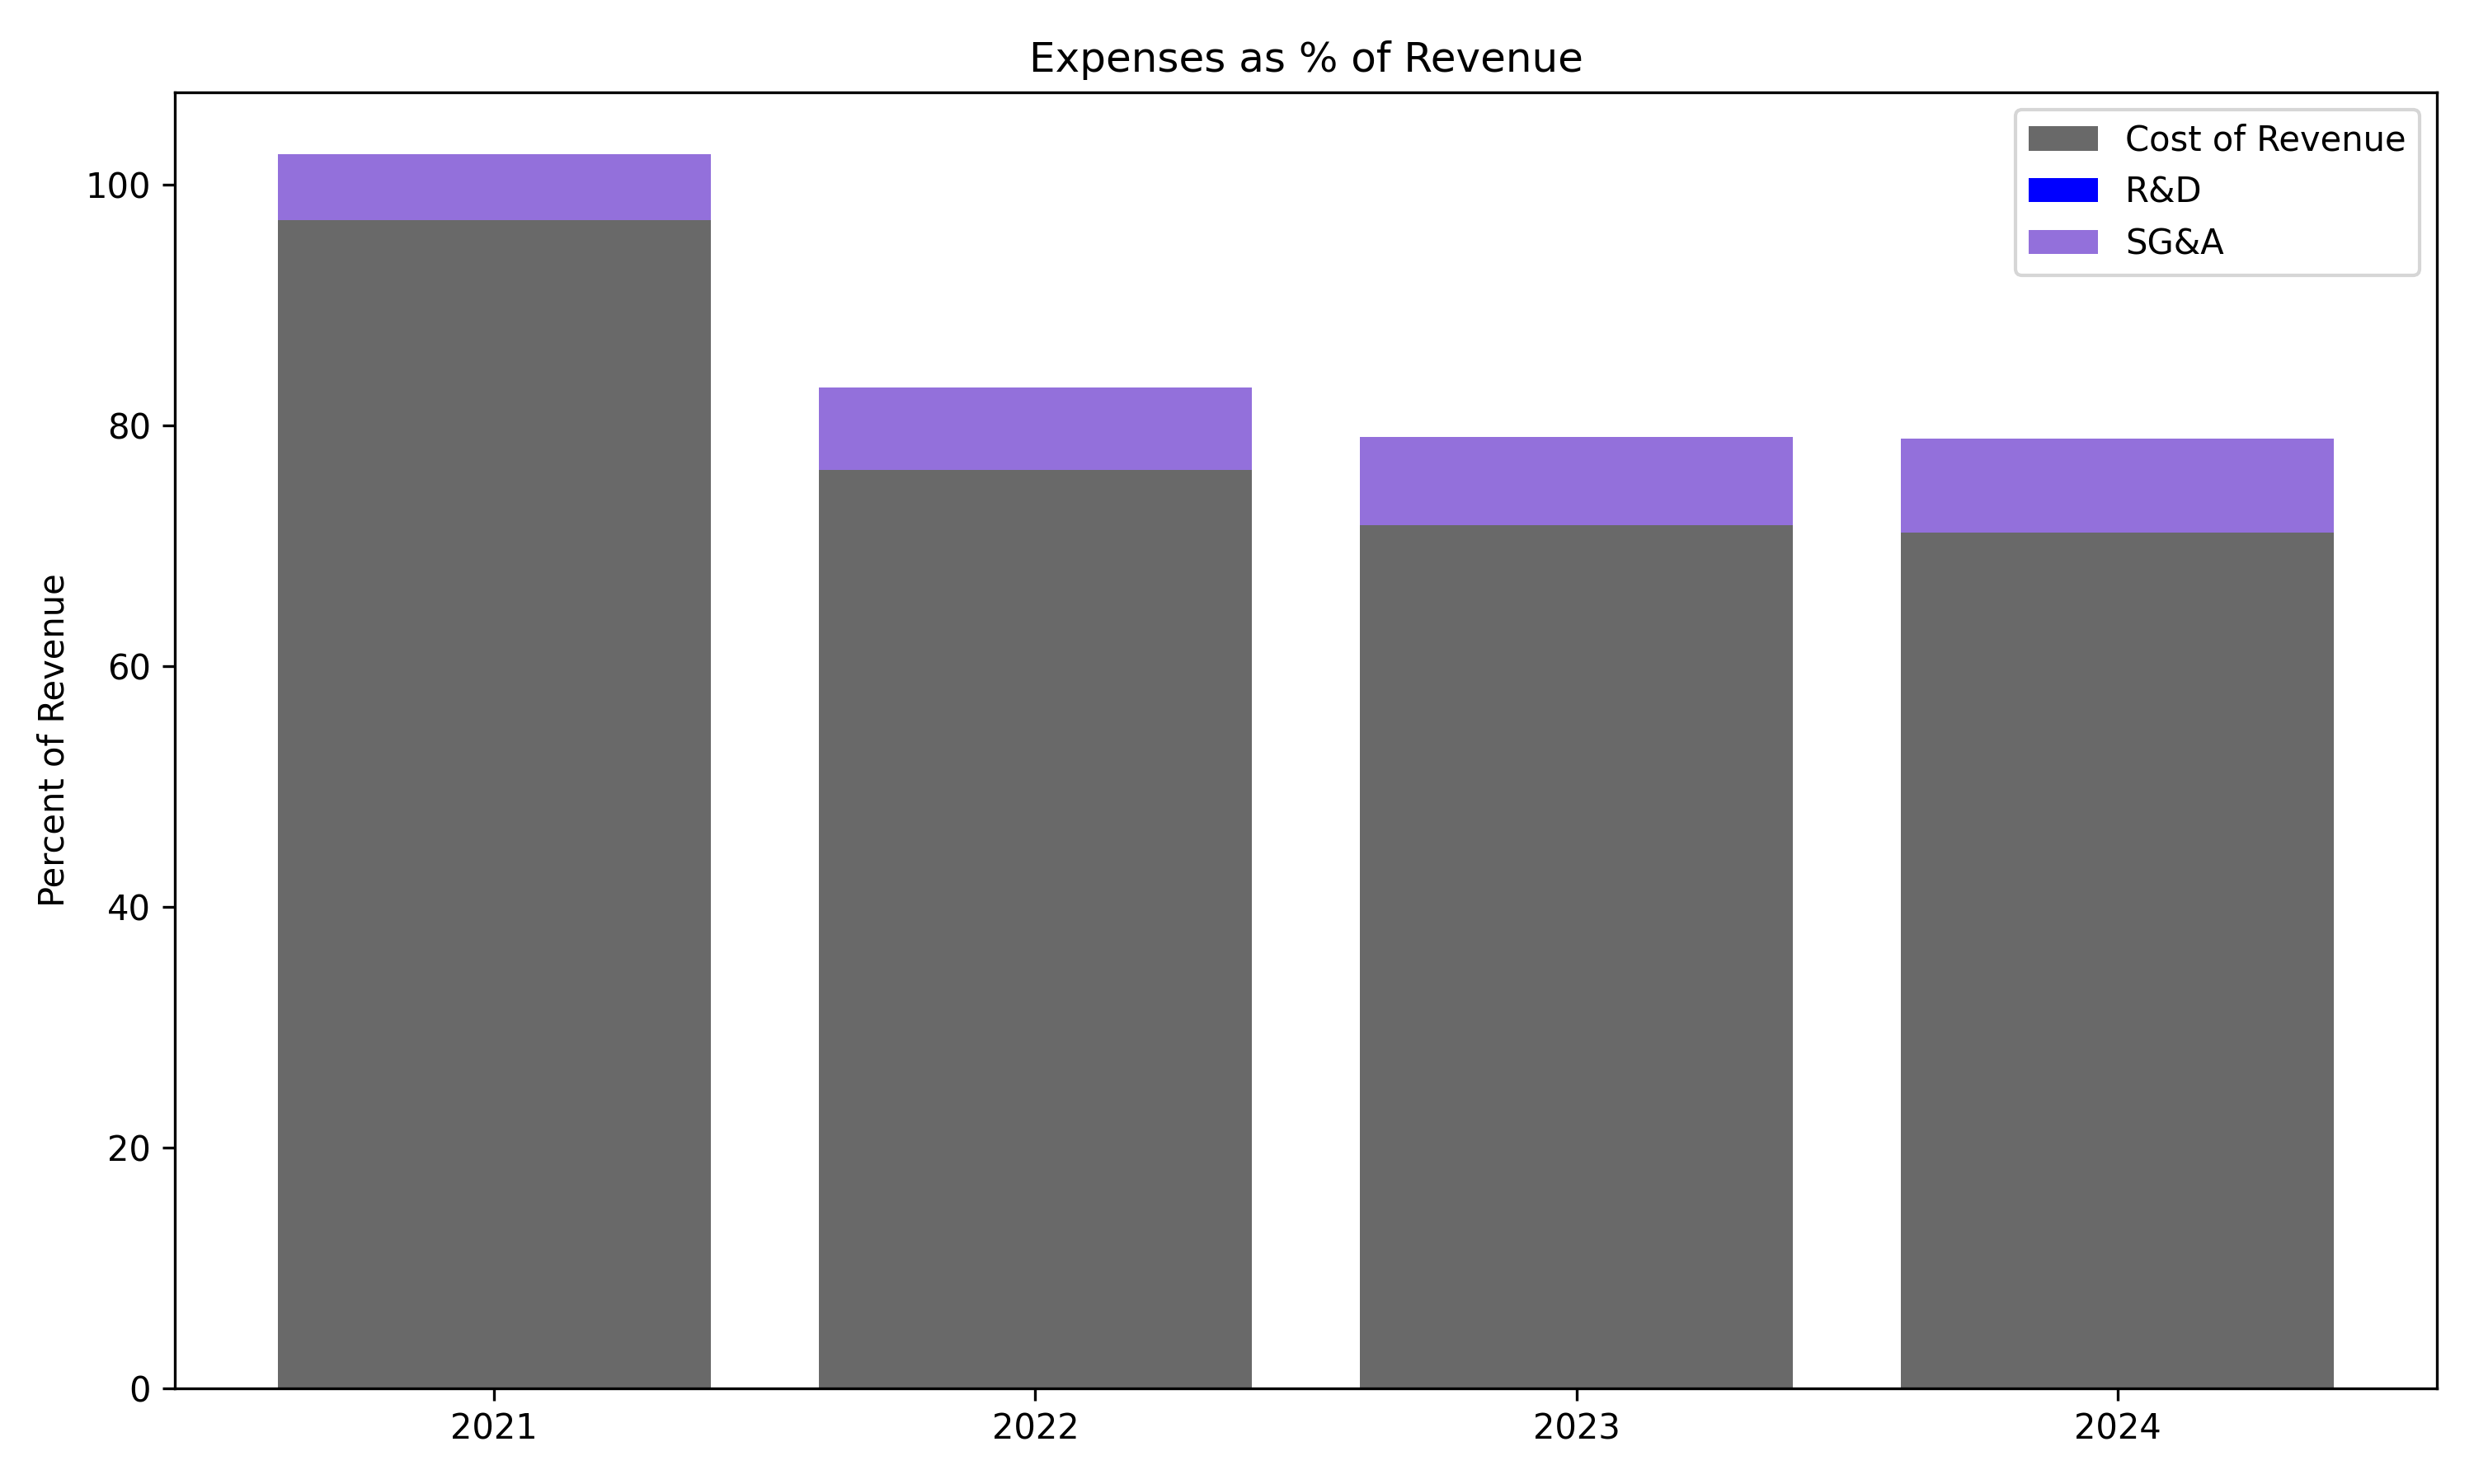 Expenses as % of Revenue
Cost of Revenue
R&D
SG&A
Percent of Revenue
100
80
60
40
20
0
2021
2022
2023
2024